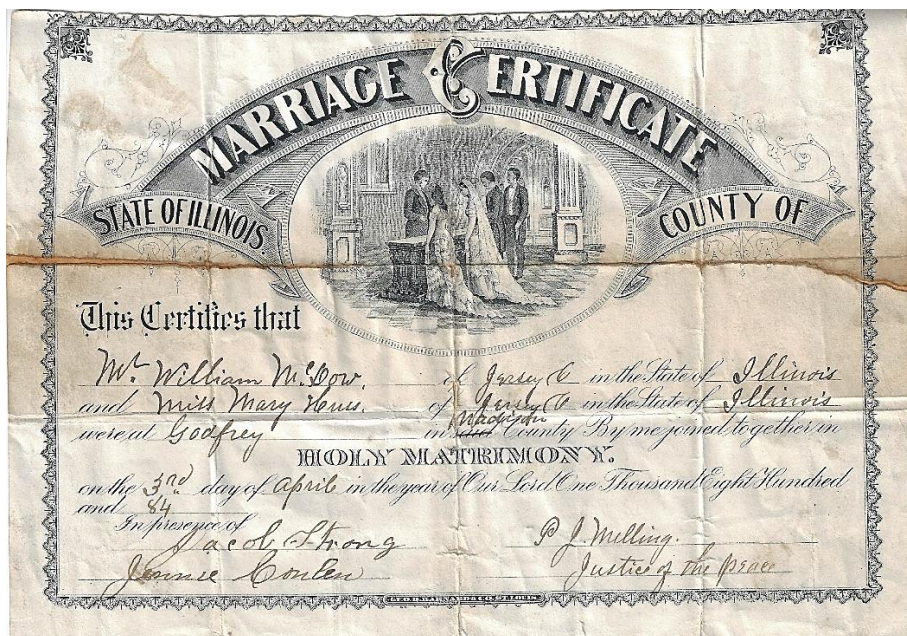 MARRIAGE CERTIFICATE
STATE OF ILLINOIS. COUNTY OF
This Certifies that
Mr. William McDow. of Jersey Co in the State of Illinois
and Miss Mary of Jersey Co in the State of Illinois
were at Godfrey in Madison County By me joined together in
HOLY MATRIMONY.
on the 3rd day of Aprile in the year of Our Lord One Thousand Eight Hundred
and 84
In presence of
Jacob Strong P J. Melling.
Jennie Conlen Justice of the Peace